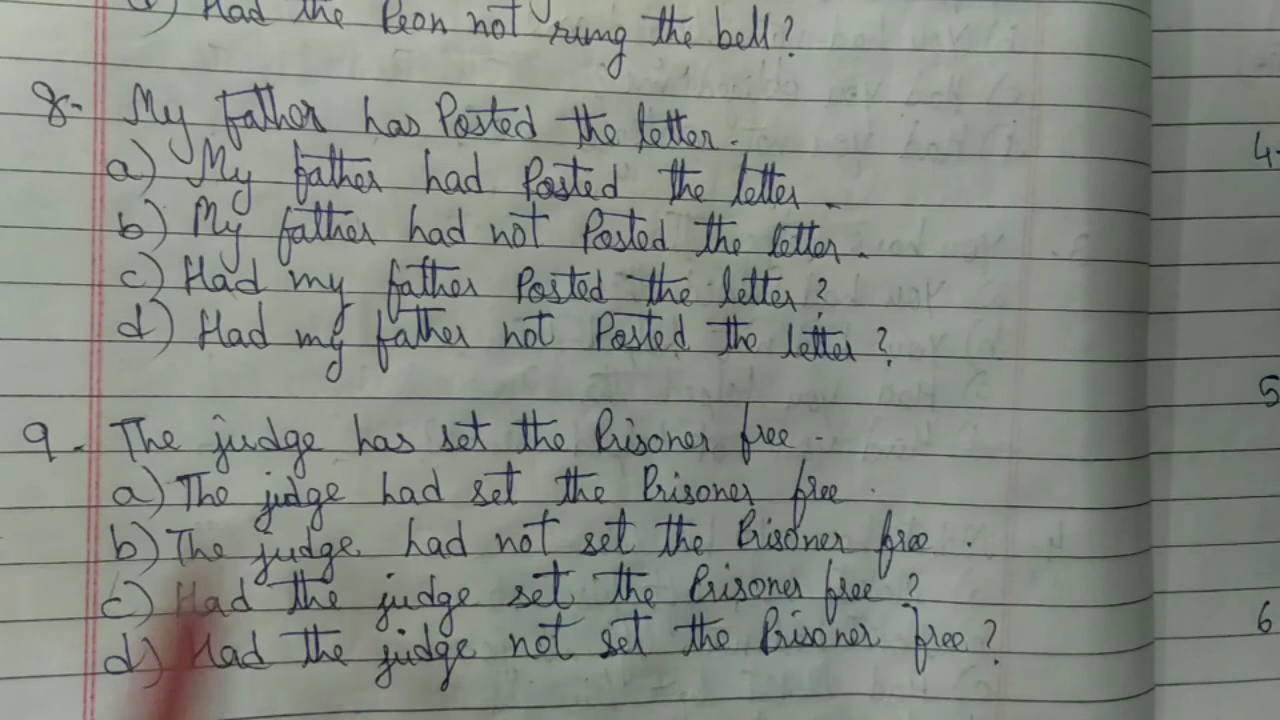 d) Had the Peon not rung the bell?
8- My father has Posted the letter.
a) My father had Posted the letter.
b) My father had not Posted the letter.
c) Had my father Posted the letter?
d) Had my father not Posted the letter?
9. The judge has set the Prisoner free.
a) The judge had set the Prisoner free.
b) The judge had not set the Prisoner free.
c) Had the judge set the Prisoner free?
d) Had the judge not set the Prisoner free?
4-
5
6